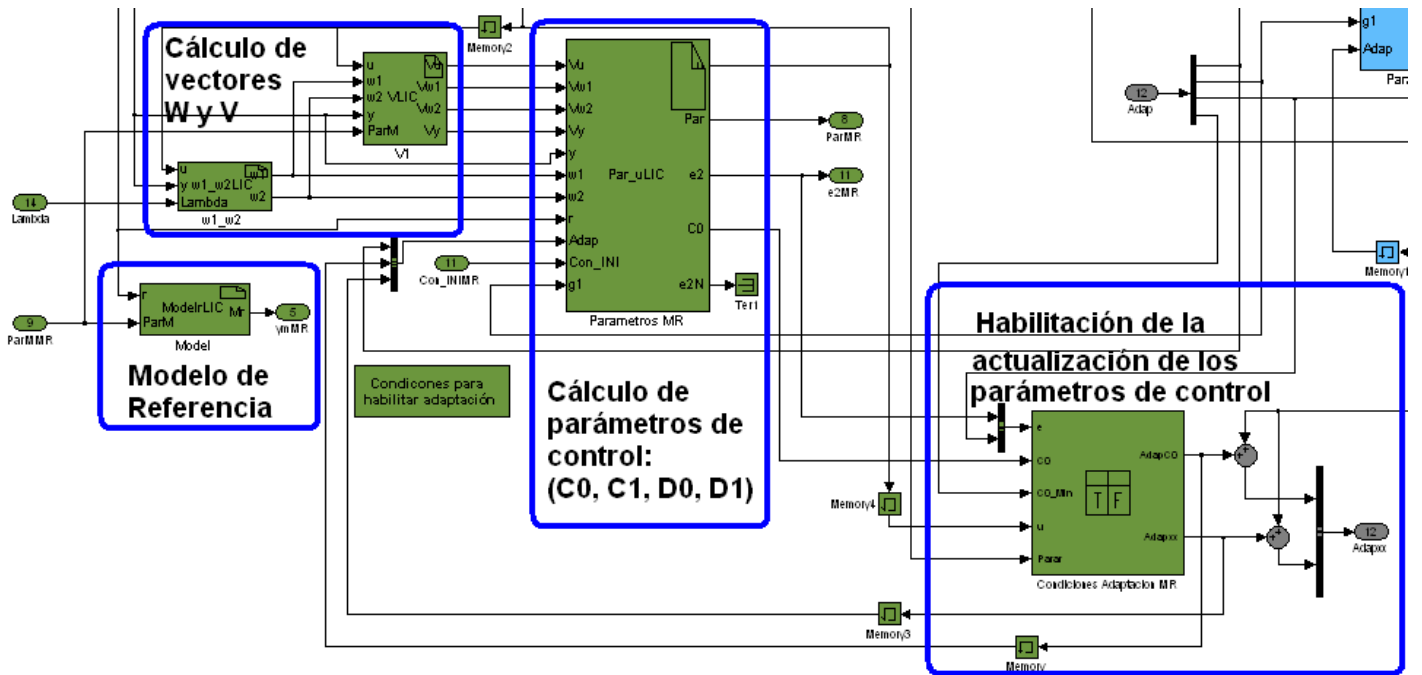 Cálculo de
vectores
W y V
u
w1
w2
y
ParM
VLIC
Vu
Vw1
Vw2
Vy
V1
Memory2
u
y
Lambda
w1_w2LIC
w1
w2
w1_w2
14
Lambda
9
ParMMR
r
ParM
ModelrLIC
Mr
Model
5
ymMR
Modelo de
Referencia
Condicones para
habilitar adaptación
11
Con_INIMR
Vu
Vw1
Vw2
Vy
y
w1
w2
r
Adap
Con_INI
g1
Par_uLIC
u
Par
e2
C0
e2N
Parametros MR
8
ParMR
11
e2MR
Ter1
Cálculo de
parámetros de
control:
(C0, C1, D0, D1)
12
Adap
g1
Adap
Para
Memory1
Habilitación de la
actualización de los
parámetros de control
e
C0
C0_Min
u
Parar
T F
AdapC0
Adapxx
Condiciones Adaptacion MR
12
Adapxx
Memory4
Memory3
Memory